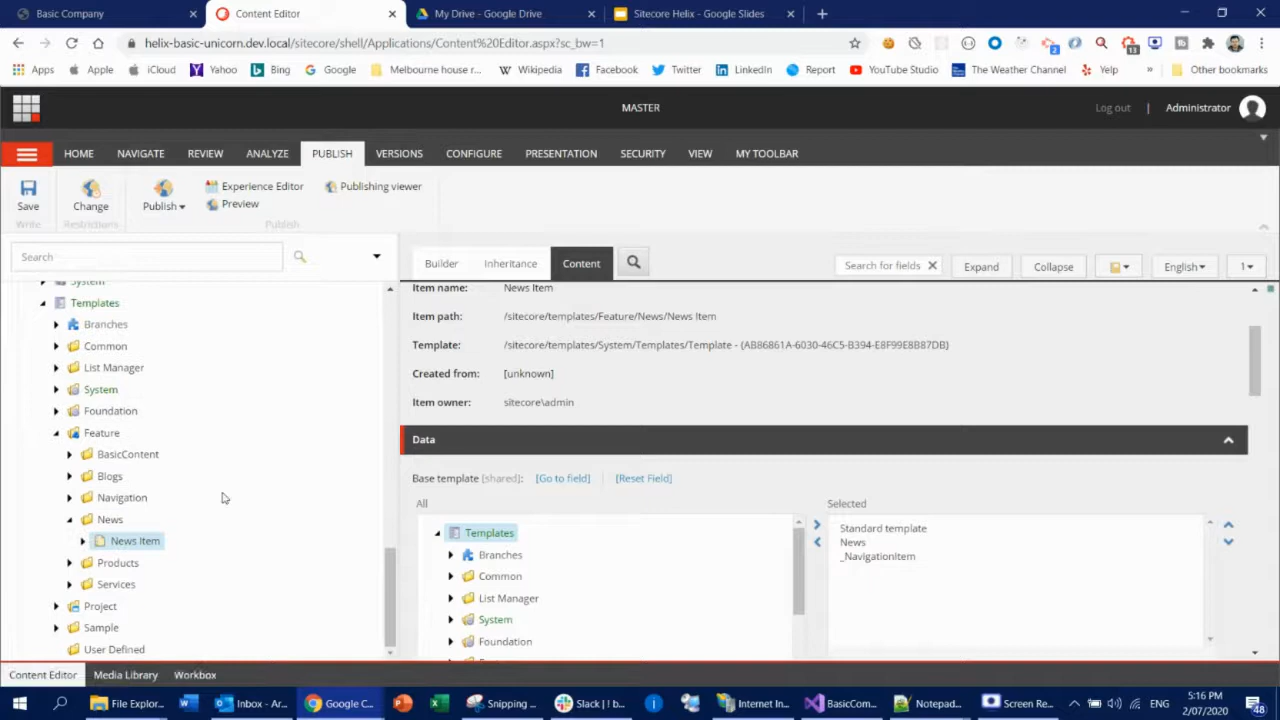 Basic Company
Content Editor
My Drive - Google Drive
Sitecore Helix - Google Slides
helix-basic-unicorn.dev.local/sitecore/shell/Applications/Content%20Editor.aspx?sc_bw=1
2
13
Apps Apple iCloud Yahoo Bing Google Melbourne house r... Wikipedia Facebook Twitter LinkedIn Report YouTube Studio The Weather Channel Yelp » Other bookmarks
MASTER
Log out | Administrator
HOME NAVIGATE REVIEW ANALYZE PUBLISH VERSIONS CONFIGURE PRESENTATION SECURITY VIEW MY TOOLBAR
Save
Write
Change
Restrictions
Publish
Experience Editor
Preview
Publishing viewer
Publish
Search
Builder Inheritance Content
Search for fields
Expand Collapse English 1
System
Templates
Branches
Common
List Manager
System
Foundation
Feature
BasicContent
Blogs
Navigation
News
News Item
Products
Services
Project
Sample
User Defined
Item name: News Item
Item path: /sitecore/templates/Feature/News/News Item
Template: /sitecore/templates/System/Templates/Template - {AB86861A-6030-46C5-B394-E8F99E8B87DB}
Created from: [unknown]
Item owner: sitecore\admin
Data
Base template [shared]: [Go to field] | [Reset Field]
All
Selected
Templates
Branches
Common
List Manager
System
Foundation
Standard template
News
_NavigationItem
Content Editor Media Library Workbox
File Explor... Inbox - Ar... Google C... Snipping ... Slack | ! b... Internet In... BasicCom... Notepad... Screen Re...
ENG
5:16 PM
2/07/2020
48